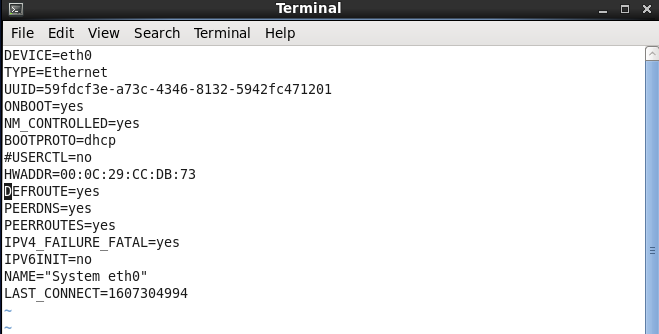 Terminal
File Edit View Search Terminal Help
DEVICE=eth0
TYPE=Ethernet
UUID=59fdcf3e-a73c-4346-8132-5942fc471201
ONBOOT=yes
NM_CONTROLLED=yes
BOOTPROTO=dhcp
#USERCTL=no
HWADDR=00:0C:29:CC:DB:73
DEFROUTE=yes
PEERDNS=yes
PEERROUTES=yes
IPV4_FAILURE_FATAL=yes
IPV6INIT=no
NAME="System eth0"
LAST_CONNECT=1607304994
~
~